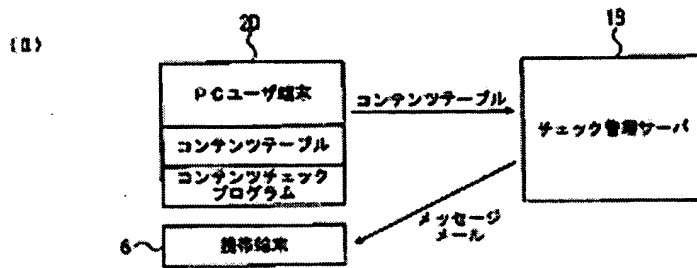 20
19
PCユーザ端末
コンテンツテーブル
チェック管理サーバ
コンテンツテーブル
コンテンツチェック
プログラム
メッセージ
メール
6
携帯端末